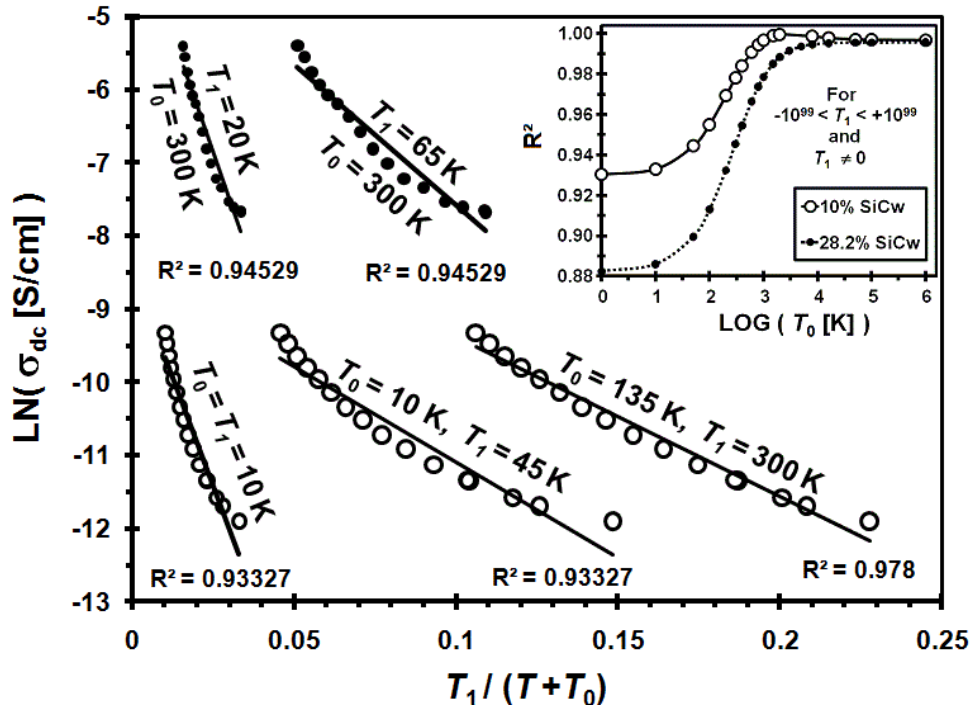 -5
-6
-7
-8
-9
-10
-11
-12
-13
LN( σdc [S/cm] )
T1 = 20 K
T0 = 300 K
R² = 0.94529
T1 = 65 K
T0 = 300 K
R² = 0.94529
1.00
0.98
0.96
0.93
0.90
0.88
R²
For
-10⁹⁹ < T1 < +10⁹⁹
and
T1 ≠ 0
10% SiCw
28.2% SiCw
0 1 2 3 4 5 6
LOG ( T0 [K] )
T0 = T1 = 10 K
R² = 0.93327
T0 = 10 K, T1 = 45 K
R² = 0.93327
T0 = 135 K, T1 = 300 K
R² = 0.978
0 0.05 0.1 0.15 0.2 0.25
T1 / (T+T0)